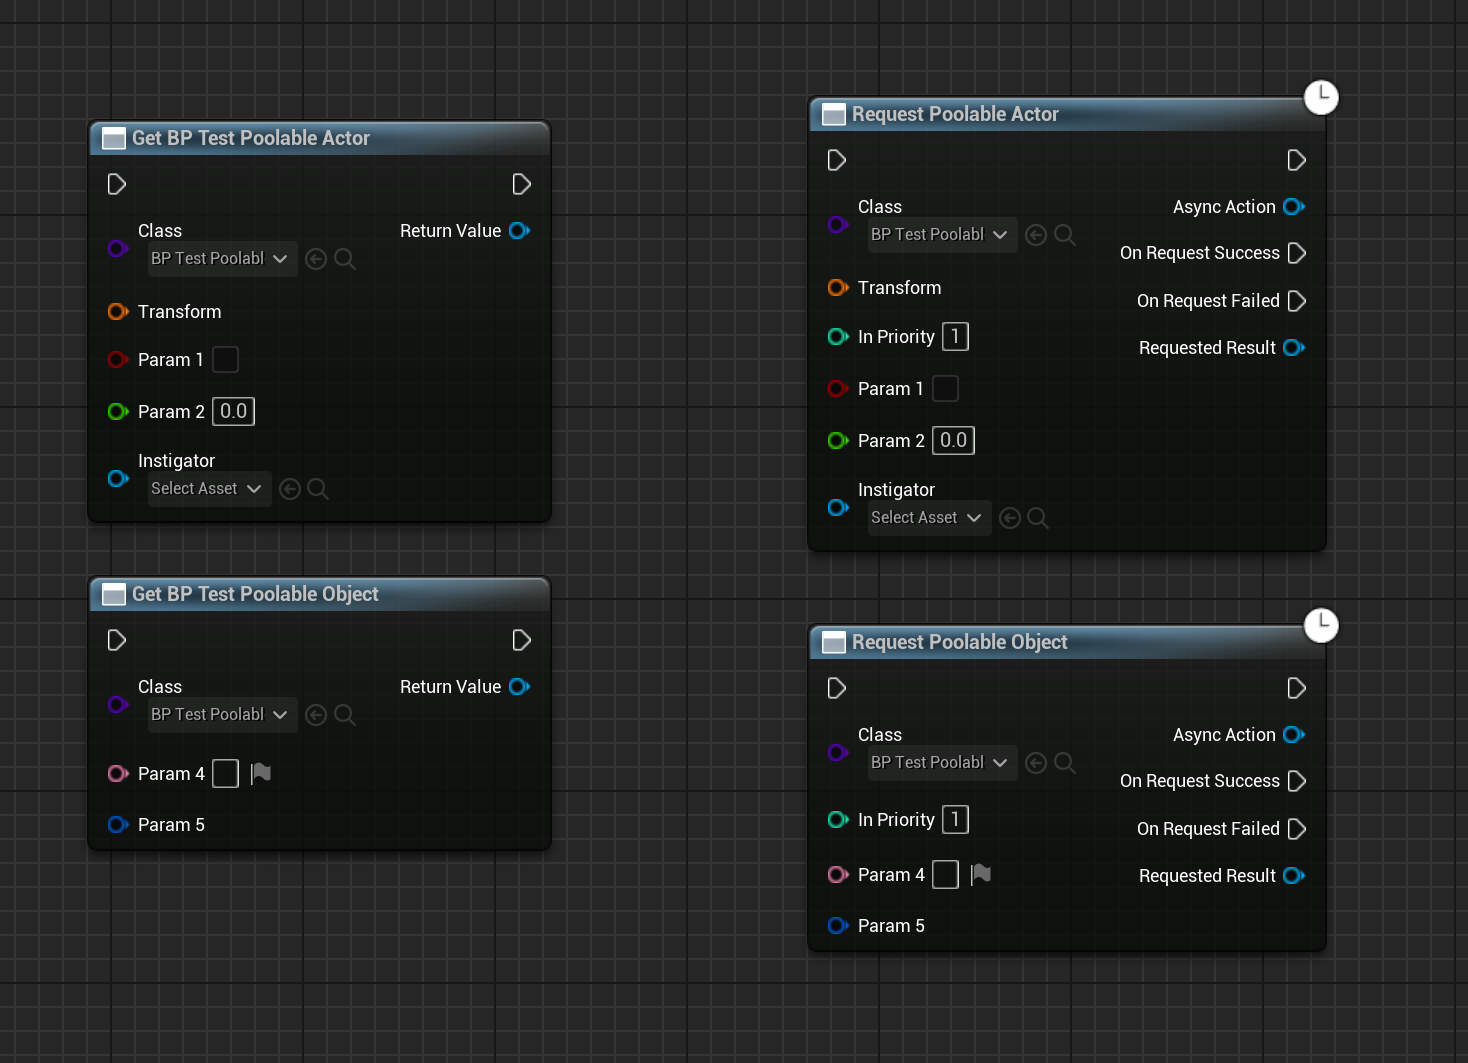 Get BP Test Poolable Actor
Class
Return Value
BP Test Poolabl
Transform
Param 1
Param 2
0.0
Instigator
Select Asset
Get BP Test Poolable Object
Class
Return Value
BP Test Poolabl
Param 4
Param 5
Request Poolable Actor
Class
Async Action
BP Test Poolabl
On Request Success
Transform
On Request Failed
In Priority
1
Requested Result
Param 1
Param 2
0.0
Instigator
Select Asset
Request Poolable Object
Class
Async Action
BP Test Poolabl
On Request Success
In Priority
1
On Request Failed
Param 4
Requested Result
Param 5